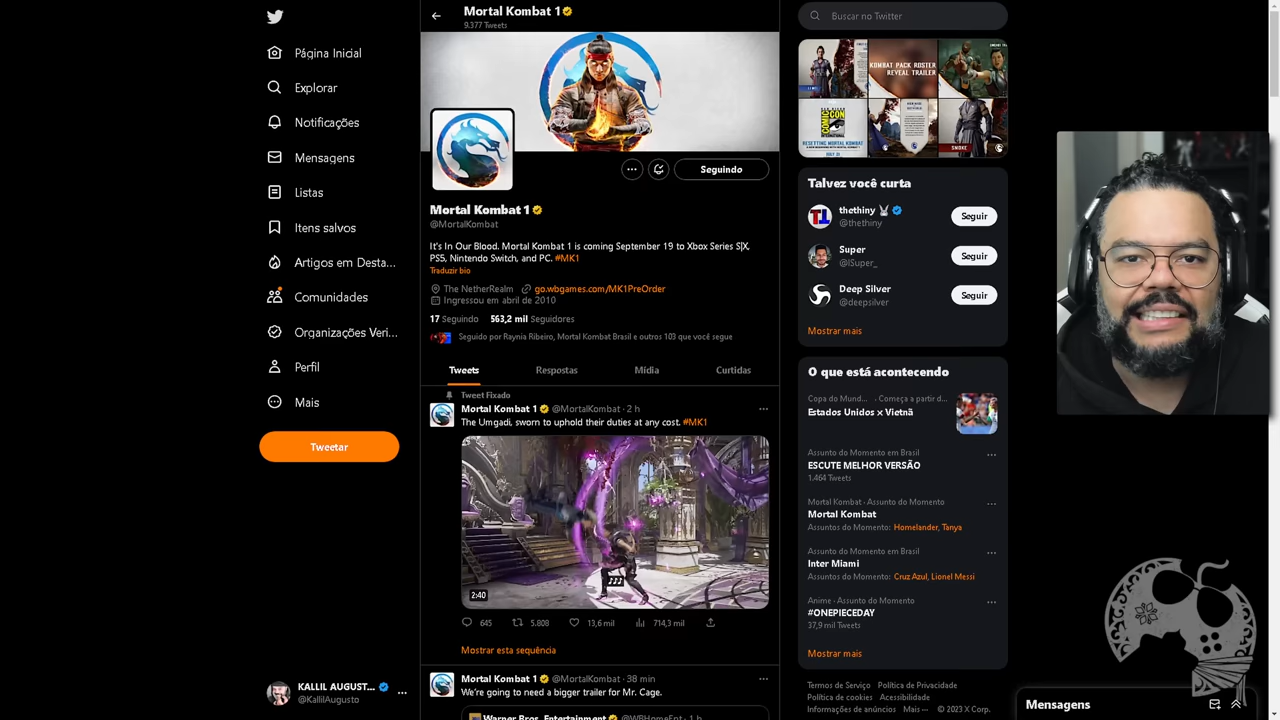 Mortal Kombat 1
9.377 Tweets
Página Inicial
Explorar
Notificações
Mensagens
Listas
Itens salvos
Artigos em Desta...
Comunidades
Organizações Veri...
Perfil
Mais
Tweetar
KALLIL AUGUST...
@KallilAugusto
Seguindo
Mortal Kombat 1
@MortalKombat
It's In Our Blood. Mortal Kombat 1 is coming September 19 to Xbox Series S|X,
PS5, Nintendo Switch, and PC. #MK1
Traduzir bio
The NetherRealm go.wbgames.com/MK1PreOrder
Ingressou em abril de 2010
17 Seguindo 563,2 mil Seguidores
Seguido por Raynia Ribeiro, Mortal Kombat Brasil e outros 103 que você segue
Tweets Respostas Mídia Curtidas
Tweet Fixado
Mortal Kombat 1 @MortalKombat · 2 h
The Umgadi, sworn to uphold their duties at any cost. #MK1
2:40
645 5.808 13,6 mil 714,3 mil
Mostrar esta sequência
Mortal Kombat 1 @MortalKombat · 38 min
We're going to need a bigger trailer for Mr. Cage.
Warner Bros. Entertainment @WBHomeEnt · 1 h
Buscar no Twitter
KOMBAT PACK ROSTER
REVEAL TRAILER
COMIC CON
RESETTING MORTAL KOMBAT
SMOKE
Talvez você curta
thethiny
@thethiny
Seguir
Super
@ISuper_
Seguir
Deep Silver
@deepsilver
Seguir
Mostrar mais
O que está acontecendo
Copa do Mund... · Começa a partir d...
Estados Unidos x Vietnã
Assunto do Momento em Brasil
ESCUTE MELHOR VERSÃO
1.464 Tweets
Mortal Kombat · Assunto do Momento
Mortal Kombat
Assuntos do Momento: Homelander, Tanya
Assunto do Momento em Brasil
Inter Miami
Assuntos do Momento: Cruz Azul, Lionel Messi
Anime · Assunto do Momento
#ONEPIECEDAY
37,9 mil Tweets
Mostrar mais
Termos de Serviço Política de Privacidade
Política de cookies Acessibilidade
Informações de anúncios Mais ··· © 2023 X Corp.
Mensagens